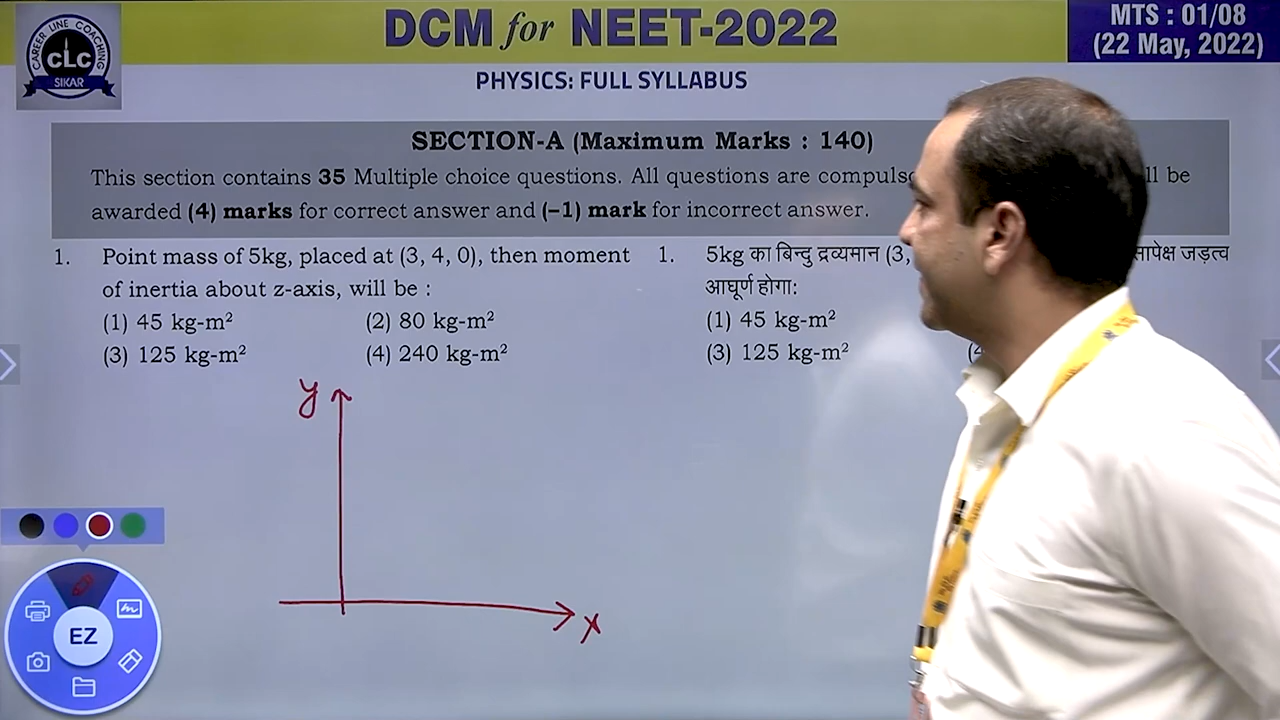 CAREER LINE COACHING
CLC
SIKAR
DCM for NEET-2022
MTS : 01/08
(22 May, 2022)
PHYSICS: FULL SYLLABUS
SECTION-A (Maximum Marks : 140)
This section contains 35 Multiple choice questions. All questions are ll be
awarded (4) marks for correct answer and (−1) mark for incorrect answer.
1. Point mass of 5kg, placed at (3, 4, 0), then moment
of inertia about z-axis, will be :
(1) 45 kg-m² (2) 80 kg-m²
(3) 125 kg-m² (4) 240 kg-m²
1. 5kg का बिन्दु द्रव्यमान (3, सापेक्ष जड़त्व
आघूर्ण होगा:
(1) 45 kg-m²
(3) 125 kg-m² (4
y
x
EZ